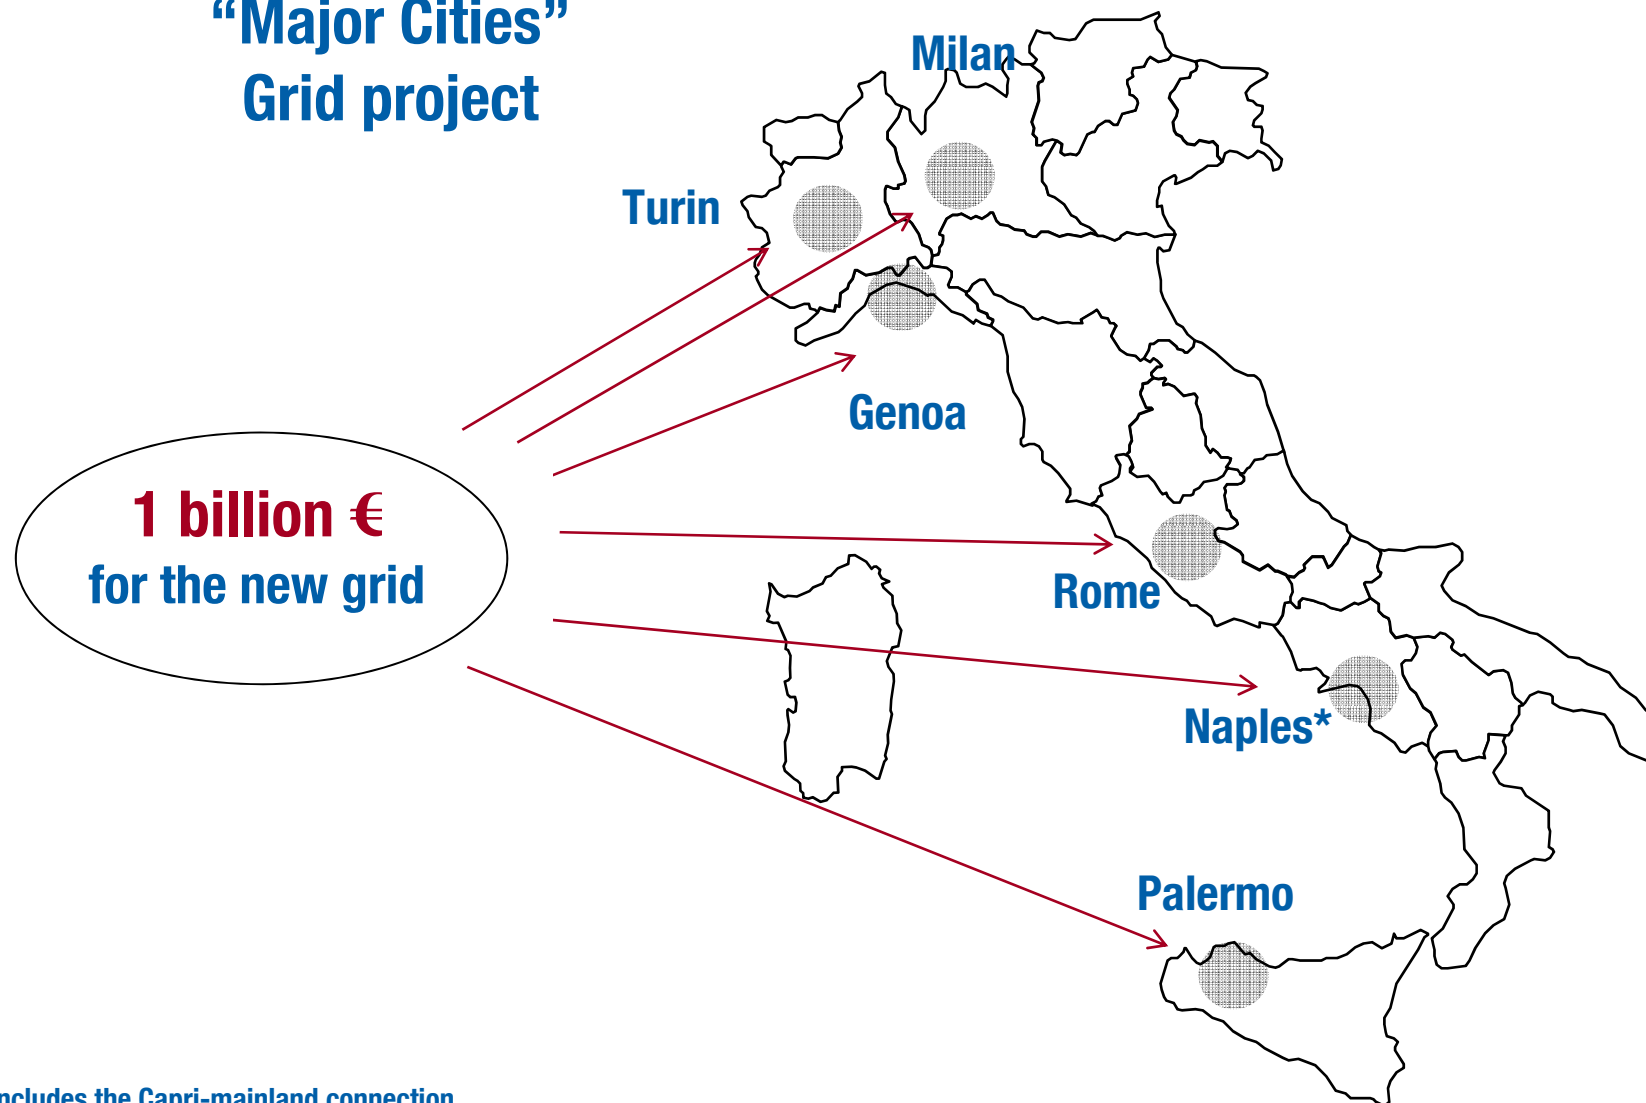 “Major Cities”
Grid project
Milan
Turin
Genoa
1 billion €
for the new grid
Rome
Naples*
Palermo
includes the Capri-mainland connection